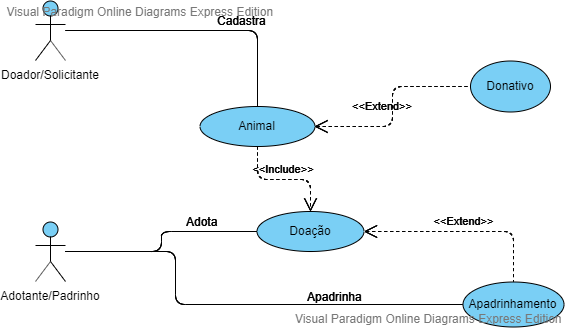 Visual Paradigm Online Diagrams Express Edition
Cadastra
Doador/Solicitante
Donativo
<<Extend>>
Animal
<<Include>>
Adota
<<Extend>>
Doação
Adotante/Padrinho
Apadrinha
Apadrinhamento
Visual Paradigm Online Diagrams Express Edition